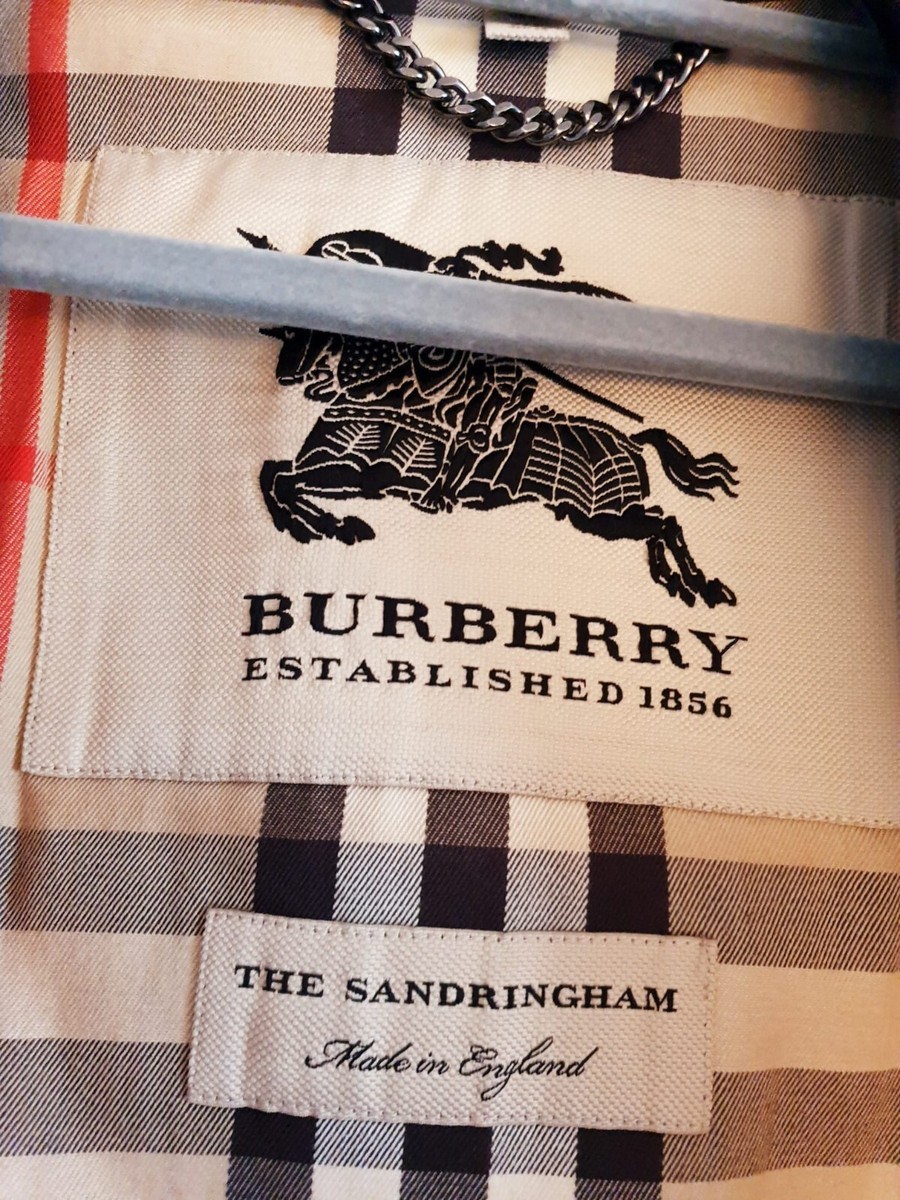 BURBERRY
ESTABLISHED 1856
THE SANDRINGHAM
Made in England